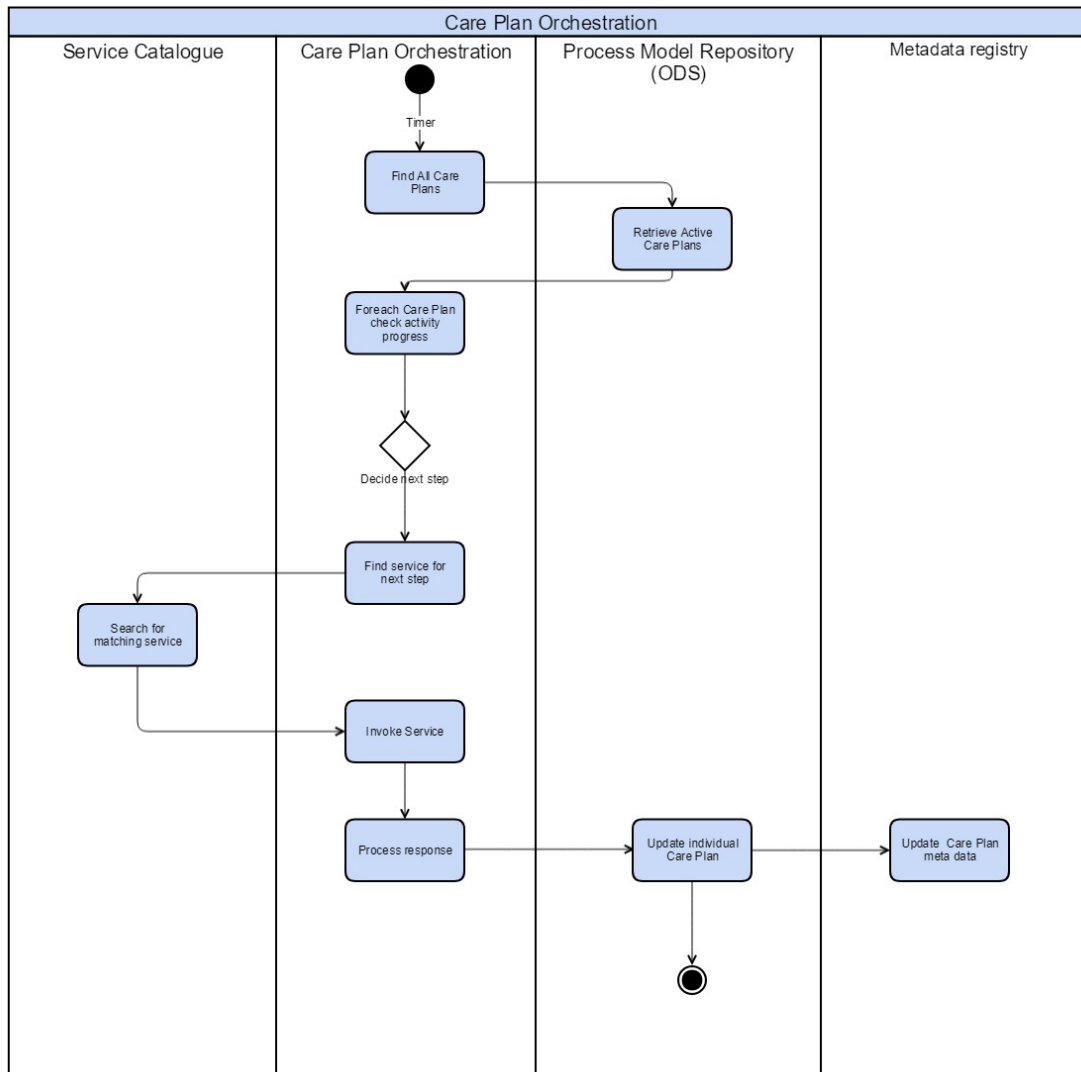 Care Plan Orchestration
Service Catalogue
Care Plan Orchestration
Process Model Repository
(ODS)
Metadata registry
Timer
Find All Care
Plans
Retrieve Active
Care Plans
Foreach Care Plan
check activity
progress
Decide next step
Find service for
next step
Search for
matching service
Invoke Service
Process response
Update individual
Care Plan
Update Care Plan
meta data